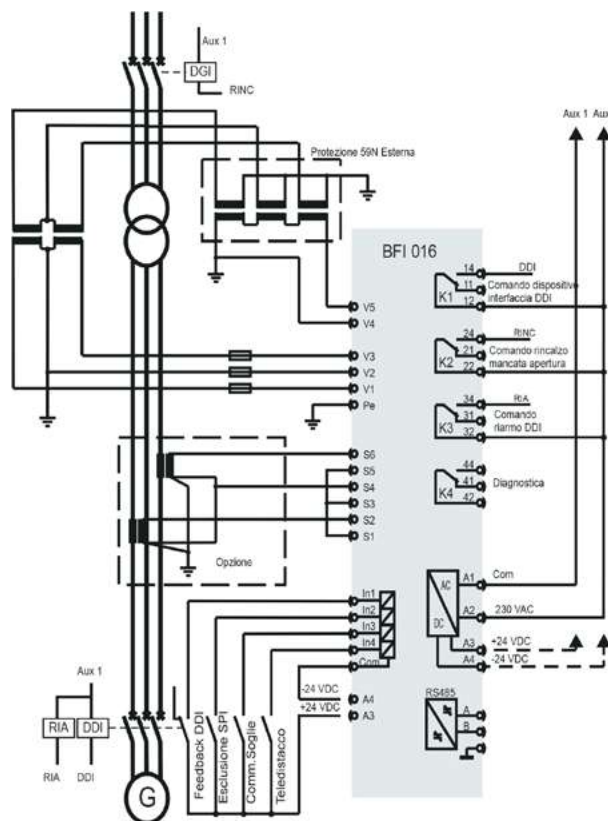 Aux 1
DGI
RINC
Aux 1
Aux
Protezione 59N Esterna
BFI 016
V5
V4
V3
V2
V1
Pe
S6
S5
S4
S3
S2
S1
Opzione
In1
In2
In3
In4
Com
-24 VDC
A4
+24 VDC
A3
14
DDI
11
Comando dispositivo
interfaccia DDI
12
K1
24
RINC
21
Comando rincalzo
mancata apertura
22
K2
34
RIA
31
Comando
riarmo DDI
32
K3
44
41
Diagnostica
42
K4
AC
DC
A1
Com
A2
230 VAC
A3
+24 VDC
A4
-24 VDC
RS485
A
B
Aux 1
RIA
DDI
RIA
DDI
Feedback DDI
Esclusione SPI
Comm.Soglie
Teledistacco
G